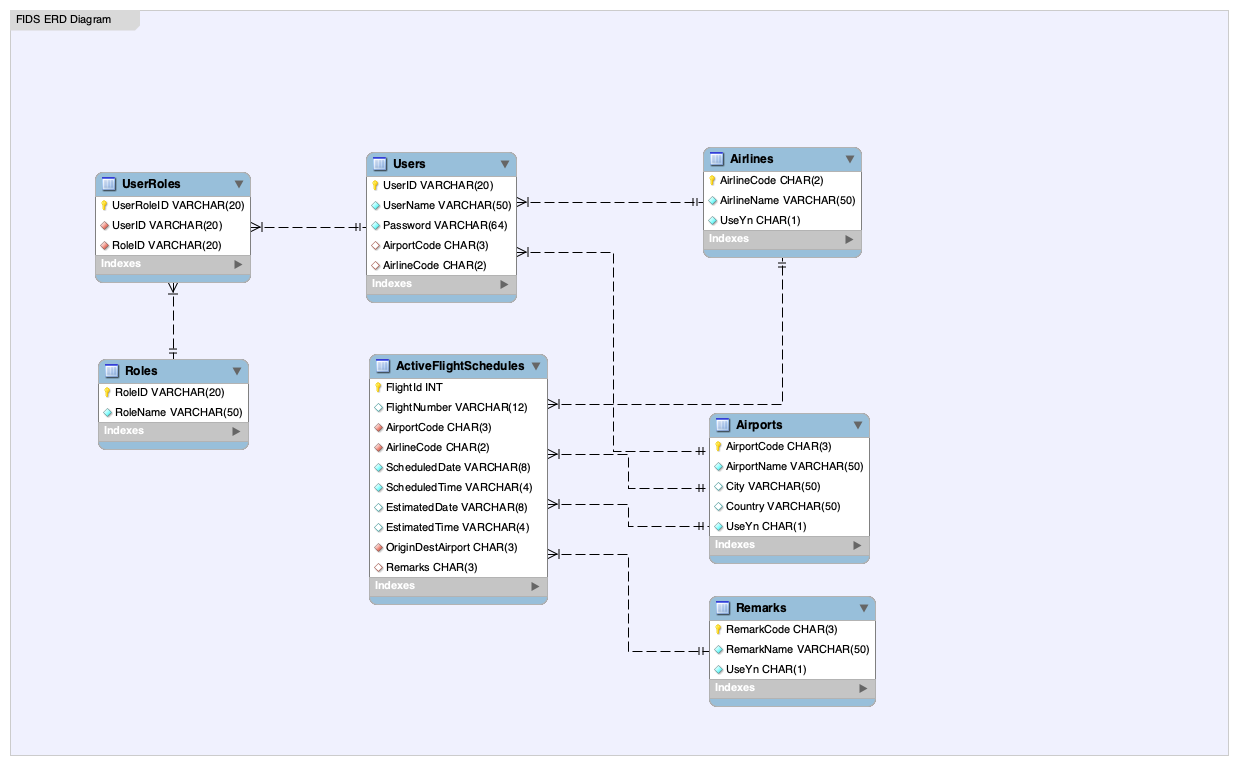 FIDS ERD Diagram
UserRoles
UserRoleID VARCHAR(20)
UserID VARCHAR(20)
RoleID VARCHAR(20)
Indexes
Roles
RoleID VARCHAR(20)
RoleName VARCHAR(50)
Indexes
Users
UserID VARCHAR(20)
UserName VARCHAR(50)
Password VARCHAR(64)
AirportCode CHAR(3)
AirlineCode CHAR(2)
Indexes
ActiveFlightSchedules
FlightId INT
FlightNumber VARCHAR(12)
AirportCode CHAR(3)
AirlineCode CHAR(2)
ScheduledDate VARCHAR(8)
ScheduledTime VARCHAR(4)
EstimatedDate VARCHAR(8)
EstimatedTime VARCHAR(4)
OriginDestAirport CHAR(3)
Remarks CHAR(3)
Indexes
Airlines
AirlineCode CHAR(2)
AirlineName VARCHAR(50)
UseYn CHAR(1)
Indexes
Airports
AirportCode CHAR(3)
AirportName VARCHAR(50)
City VARCHAR(50)
Country VARCHAR(50)
UseYn CHAR(1)
Indexes
Remarks
RemarkCode CHAR(3)
RemarkName VARCHAR(50)
UseYn CHAR(1)
Indexes